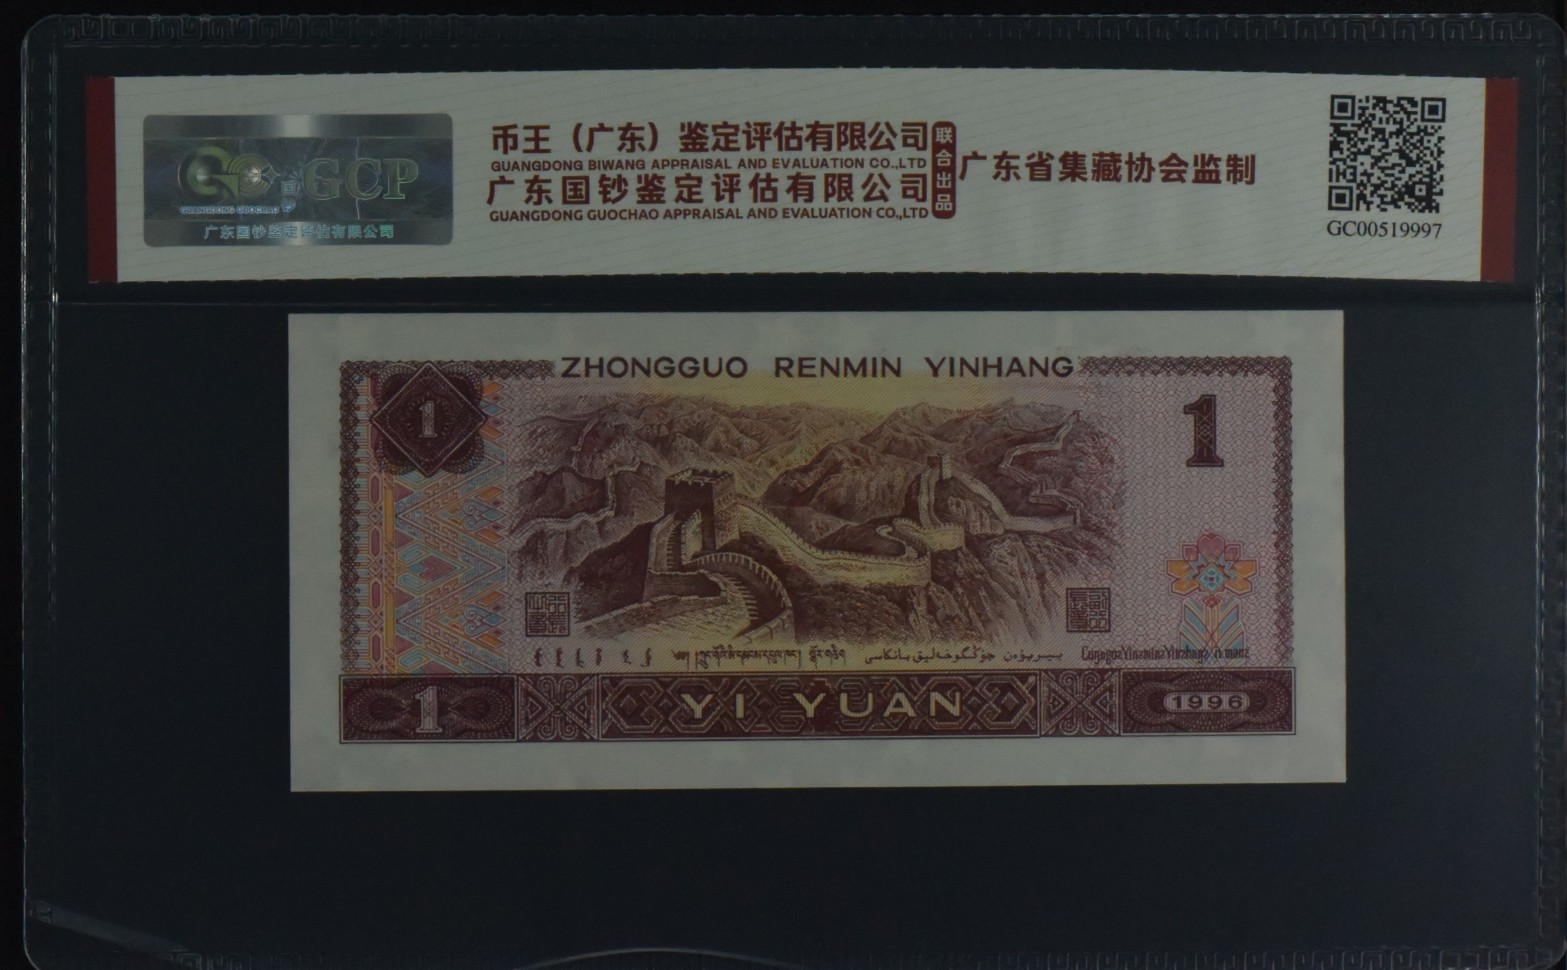 GCP
GUANGDONG GUOCHAO
广东国钞鉴定评估有限公司
币王（广东）鉴定评估有限公司
GUANGDONG BIWANG APPRAISAL AND EVALUATION CO.,LTD
广东国钞鉴定评估有限公司
GUANGDONG GUOCHAO APPRAISAL AND EVALUATION CO.,LTD
联合出品
广东省集藏协会监制
GC00519997
ZHONGGUO RENMIN YINHANG
1
1
1
YI YUAN
1996